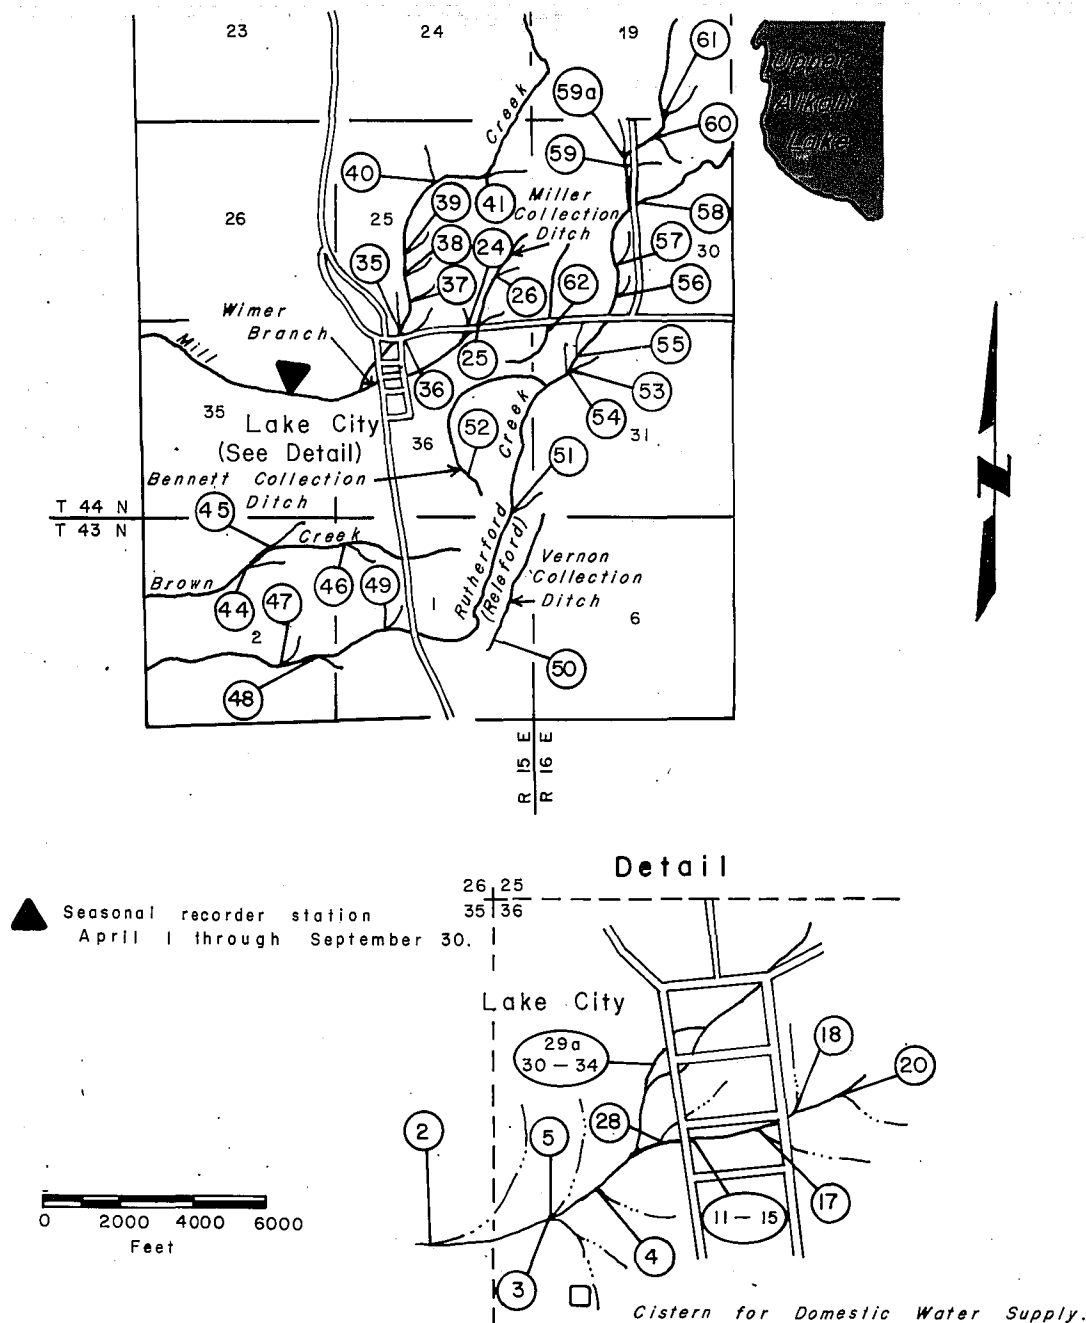 23
24
19
61
Upper
Alkali
Lake
59a
60
Creek
59
40
26
25
39
41
Miller
Collection
Ditch
58
38
24
57
30
35
37
26
62
56
Wimer
Branch
Mill
25
55
36
53
35
Lake City
(See Detail)
36
52
Creek
54
31
51
Bennett Collection
Ditch
T 44 N
T 43 N
45
Creek
Rutherford
(Releford)
Vernon
Collection
Ditch
Brown
44
47
46
49
1
2
6
50
48
R 15 E
R 16 E
Detail
26 25
35 36
Seasonal recorder station
April 1 through September 30.
Lake City
29a
30 – 34
18
20
2
5
28
17
11 – 15
4
3
0 2000 4000 6000
Feet
Cistern for Domestic Water Supply.